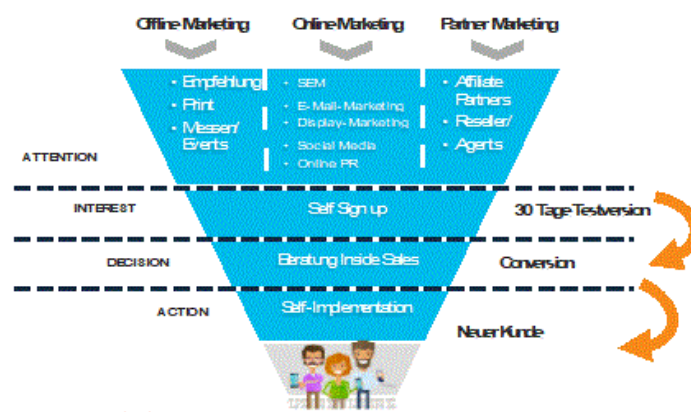 Offline Marketing
Online Marketing
Partner Marketing
• Empfehlung
• Print
• Messen/
Events
• SEM
• E-Mail-Marketing
• Display-Marketing
• Social Media
• Online PR
• Affiliate
Partners
• Reseller/
• Agents
ATTENTION
INTEREST
Self Sign up
30 Tage Testversion
DECISION
Beratung Inside Sales
Conversion
ACTION
Self-Implementation
Neuer Kunde